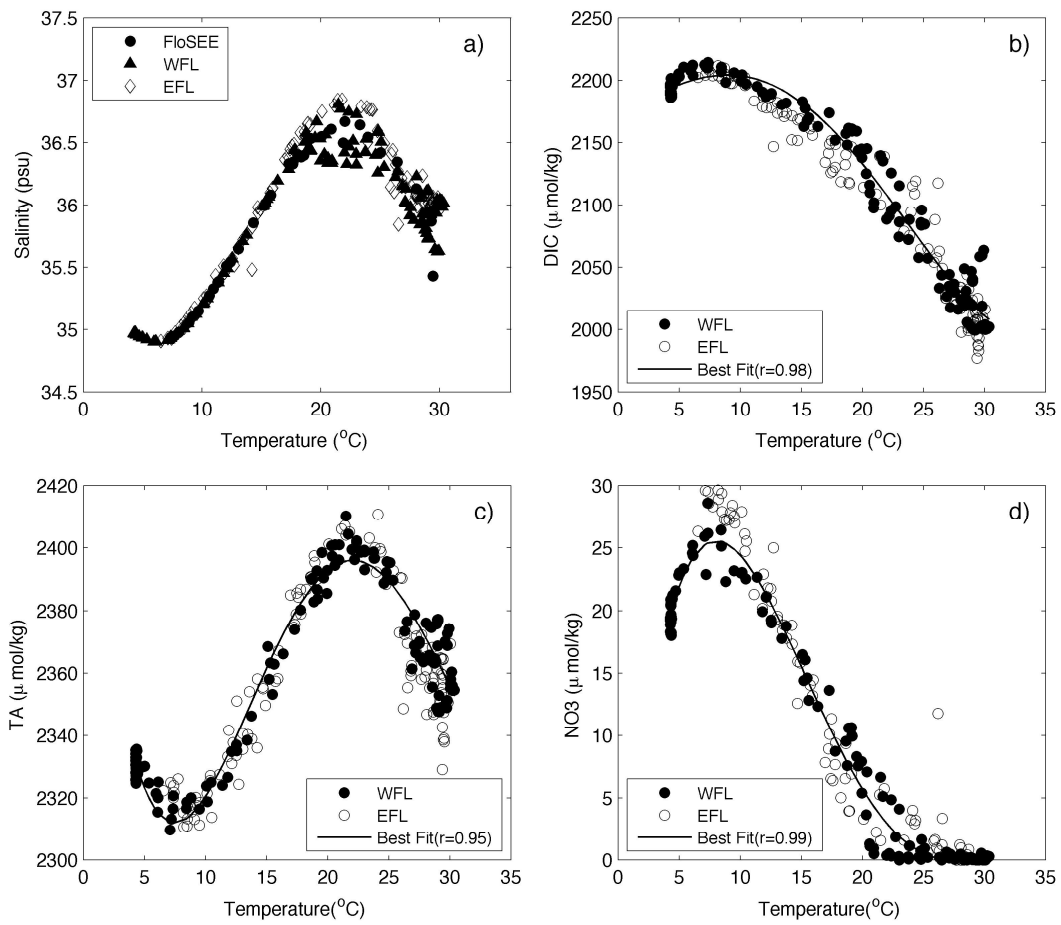 a)
FloSEE
WFL
EFL
37.5
37
36.5
36
35.5
35
34.5
Salinity (psu)
0 10 20 30
Temperature (°C)
b)
2250
2200
2150
2100
2050
2000
1950
DIC (μ mol/kg)
WFL
EFL
Best Fit(r=0.98)
0 5 10 15 20 25 30 35
Temperature (°C)
c)
2420
2400
2380
2360
2340
2320
2300
TA (μ mol/kg)
WFL
EFL
Best Fit(r=0.95)
0 5 10 15 20 25 30 35
Temperature(°C)
d)
30
25
20
15
10
5
0
NO3 (μ mol/kg)
WFL
EFL
Best Fit(r=0.99)
0 5 10 15 20 25 30 35
Temperature(°C)